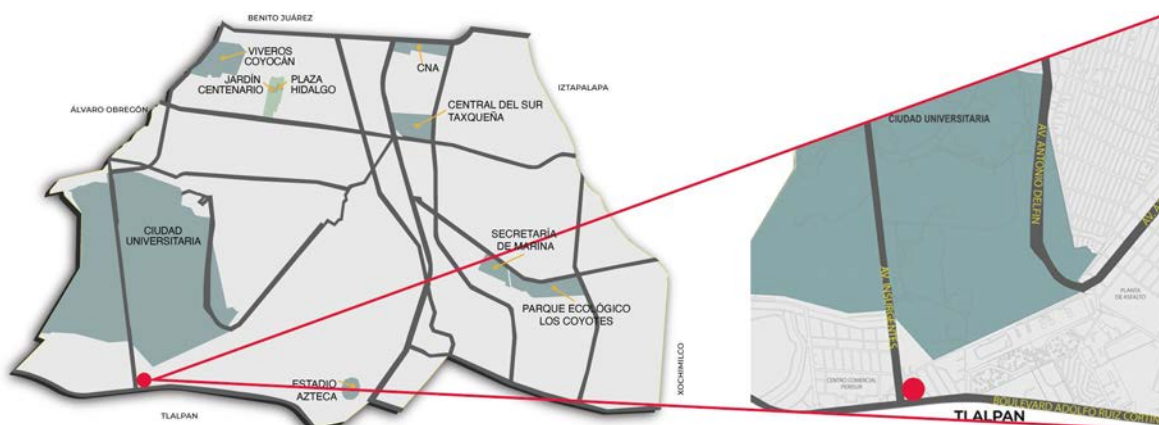 BENITO JUÁREZ
VIVEROS
COYOCÁN
JARDÍN
CENTENARIO
PLAZA
HIDALGO
CNA
IZTAPALAPA
ÁLVARO OBREGÓN
CENTRAL DEL SUR
TAXQUEÑA
CIUDAD
UNIVERSITARIA
SECRETARÍA
DE MARINA
PARQUE ECOLÓGICO
LOS COYOTES
XOCHIMILCO
ESTADIO
AZTECA
TLALPAN
CIUDAD UNIVERSITARIA
AV. ANTONIO DELFIN
AV.
PLANTA
DE ASFALTO
AV. INSURGENTES
CENTRO COMERCIAL
PERISUR
TLALPAN
BOULEVARD ADOLFO RUIZ CORTIN